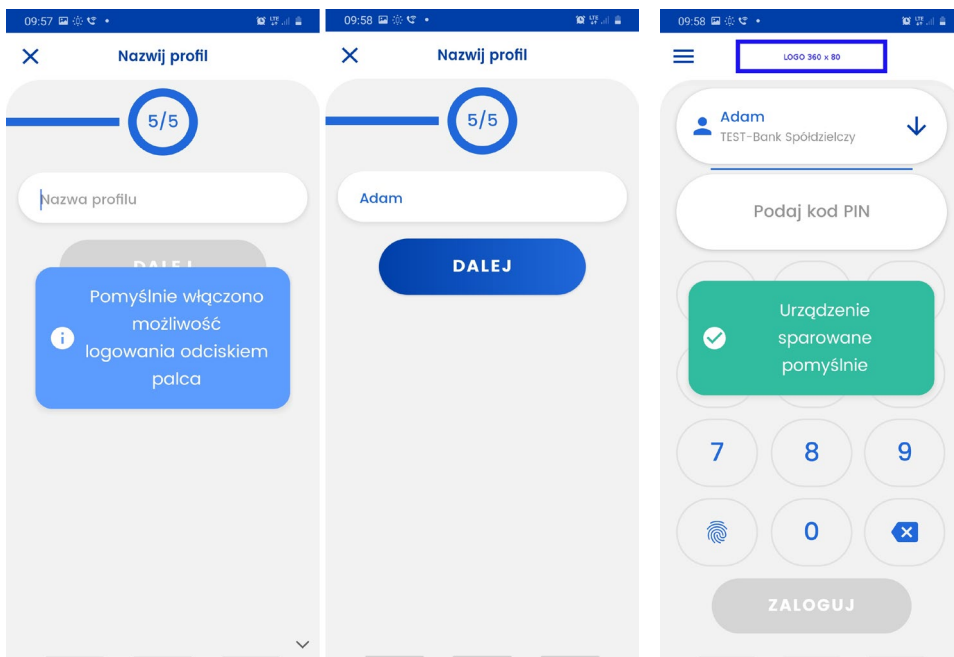 09:57
Nazwij profil
5/5
Nazwa profilu
DALEJ
Pomyślnie włączono
możliwość
logowania odciskiem
palca
09:58
Nazwij profil
5/5
Adam
DALEJ
09:58
LOGO 360 x 80
Adam
TEST-Bank Spółdzielczy
Podaj kod PIN
Urządzenie
sparowane
pomyślnie
7 8 9
0
ZALOGUJ